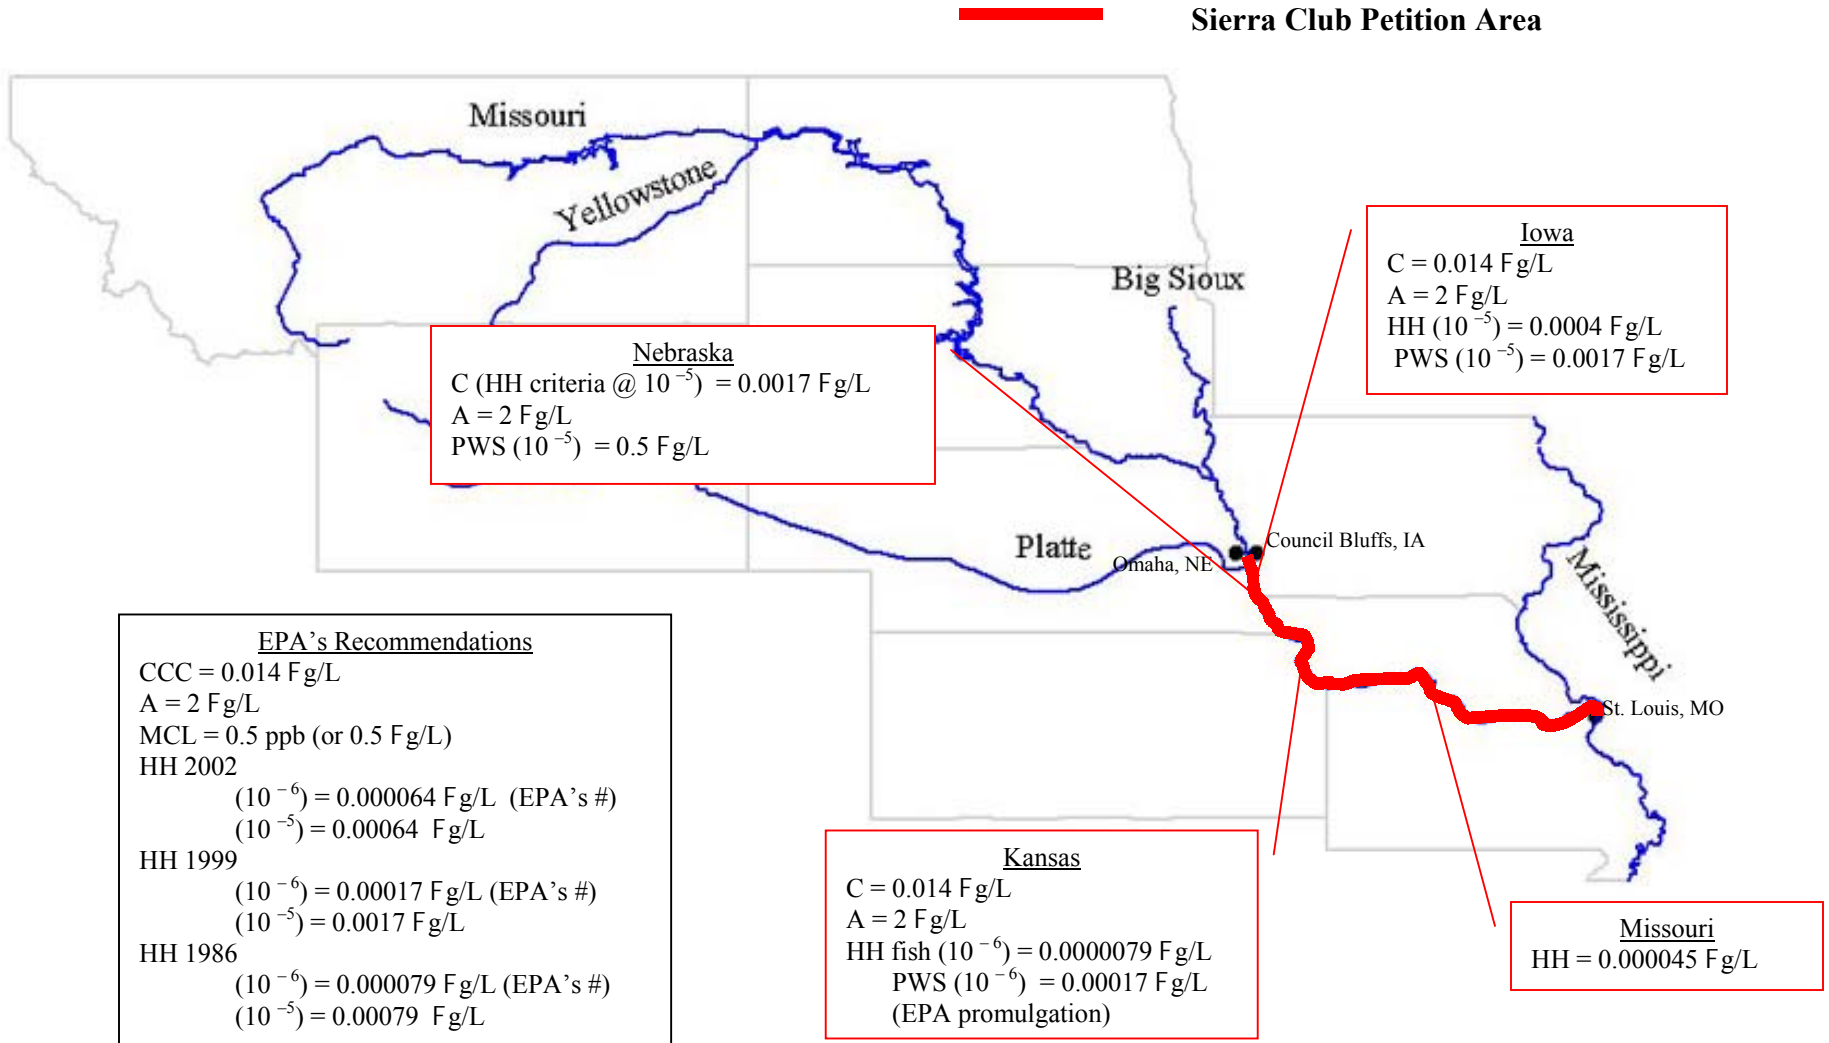 Sierra Club Petition Area
Missouri
Yellowstone
Big Sioux
Iowa
C = 0.014 Fg/L
A = 2 Fg/L
HH (10 –5) = 0.0004 Fg/L
PWS (10 –5) = 0.0017 Fg/L
Nebraska
C (HH criteria @ 10 –5) = 0.0017 Fg/L
A = 2 Fg/L
PWS (10 –5) = 0.5 Fg/L
Platte
Omaha, NE
Council Bluffs, IA
Mississippi
St. Louis, MO
EPA’s Recommendations
CCC = 0.014 Fg/L
A = 2 Fg/L
MCL = 0.5 ppb (or 0.5 Fg/L)
HH 2002
(10 – 6) = 0.000064 Fg/L (EPA’s #)
(10 –5) = 0.00064 Fg/L
HH 1999
(10 – 6) = 0.00017 Fg/L (EPA’s #)
(10 –5) = 0.0017 Fg/L
HH 1986
(10 – 6) = 0.000079 Fg/L (EPA’s #)
(10 –5) = 0.00079 Fg/L
Kansas
C = 0.014 Fg/L
A = 2 Fg/L
HH fish (10 – 6) = 0.0000079 Fg/L
PWS (10 – 6) = 0.00017 Fg/L
(EPA promulgation)
Missouri
HH = 0.000045 Fg/L